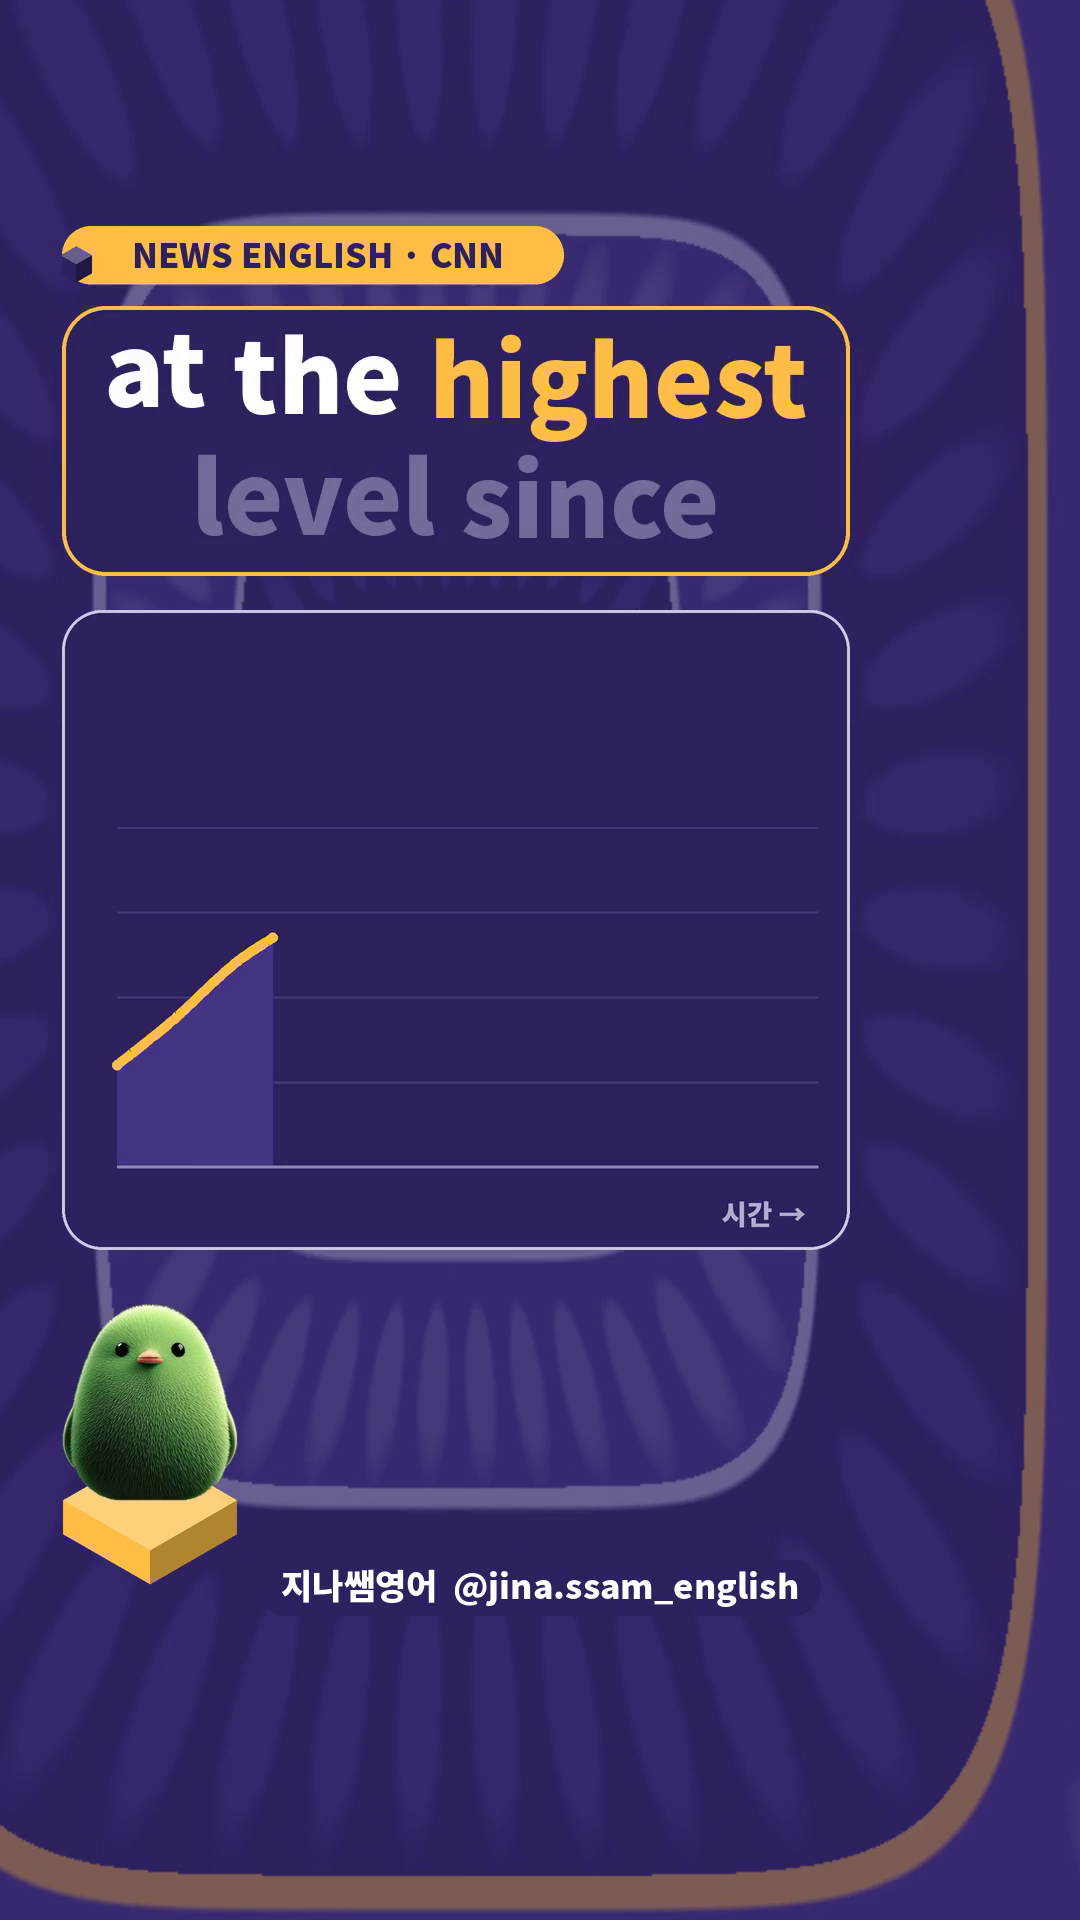 NEWS ENGLISH · CNN
at the highest
level since
시간 →
지나쌤영어 @jina.ssam_english